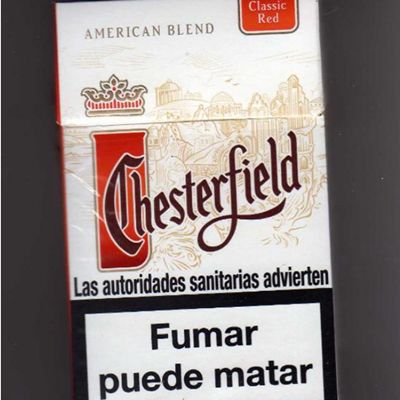 Classic
Red
AMERICAN BLEND
Chesterfield
Las autoridades sanitarias advierten
Fumar
puede matar